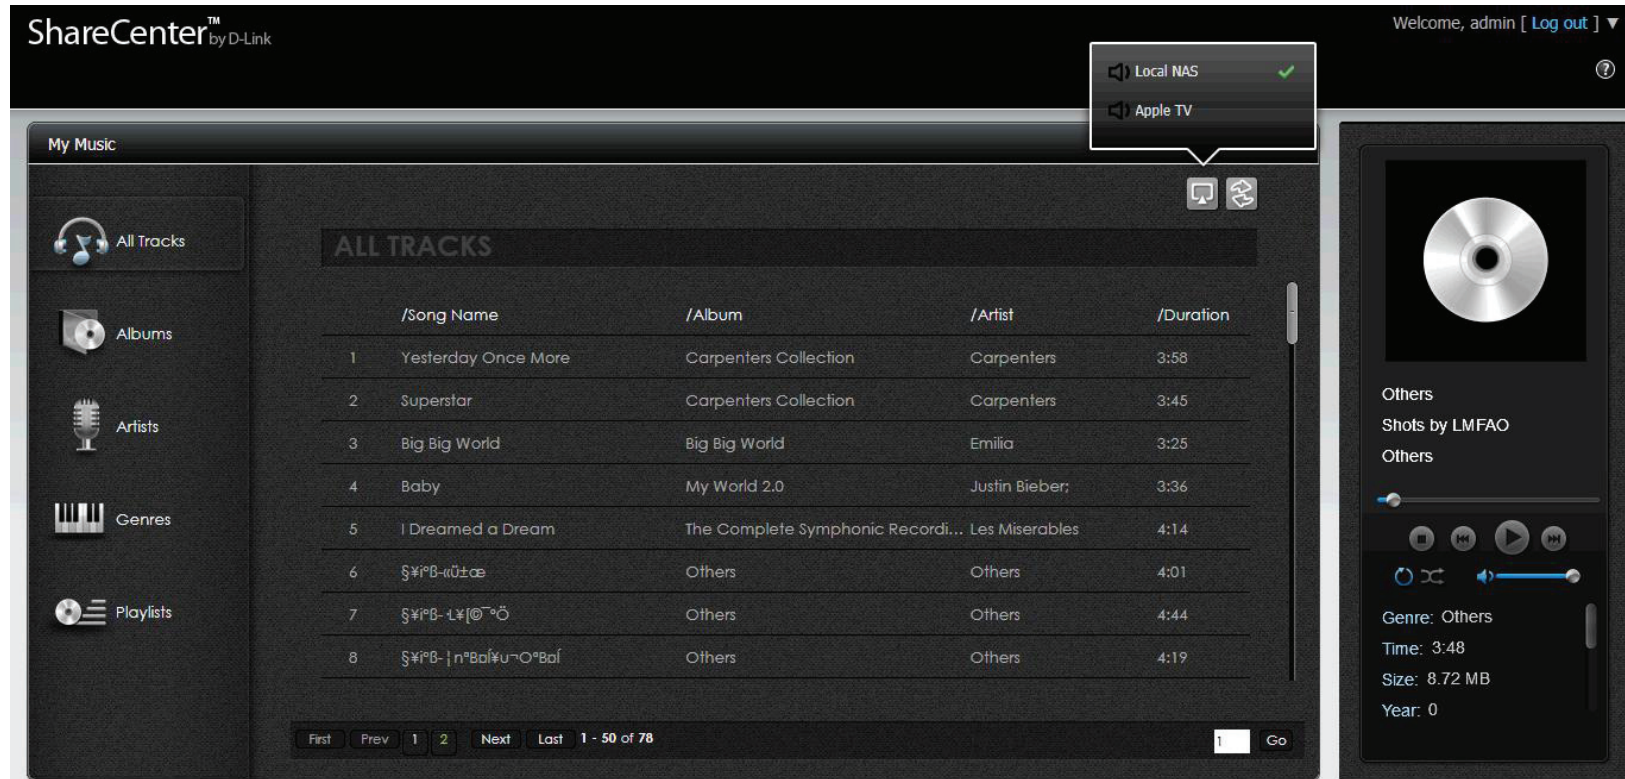 ShareCenter™ by D-Link
Welcome, admin [ Log out ] ▼
Local NAS
Apple TV
My Music
All Tracks
Albums
Artists
Genres
Playlists
ALL TRACKS
/Song Name /Album /Artist /Duration
1 Yesterday Once More Carpenters Collection Carpenters 3:58
2 Superstar Carpenters Collection Carpenters 3:45
3 Big Big World Big Big World Emilia 3:25
4 Baby My World 2.0 Justin Bieber; 3:36
5 I Dreamed a Dream The Complete Symphonic Recordi... Les Miserables 4:14
6 Others Others 4:01
7 Others Others 4:44
8 Others Others 4:19
First Prev 1 2 Next Last 1 - 50 of 78 1 Go
Others
Shots by LMFAO
Others
Genre: Others
Time: 3:48
Size: 8.72 MB
Year: 0